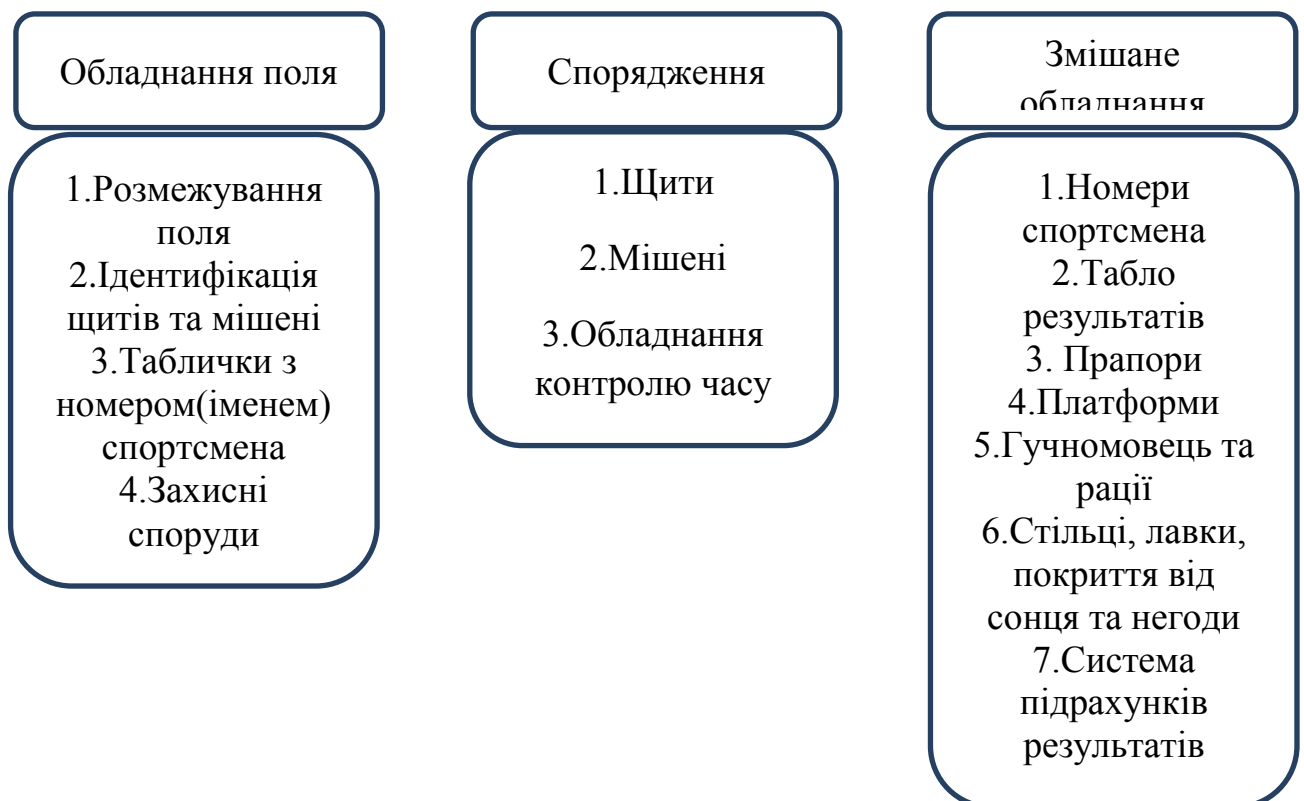 Обладнання поля
1.Розмежування
поля
2.Ідентифікація
щитів та мішені
3.Таблички з
номером(іменем)
спортсмена
4.Захисні
споруди
Спорядження
1.Щити
2.Мішені
3.Обладнання
контролю часу
Змішане
обладнання
1.Номери
спортсмена
2.Табло
результатів
3. Прапори
4.Платформи
5.Гучномовець та
рації
6.Стільці, лавки,
покриття від
сонця та негоди
7.Система
підрахунків
результатів